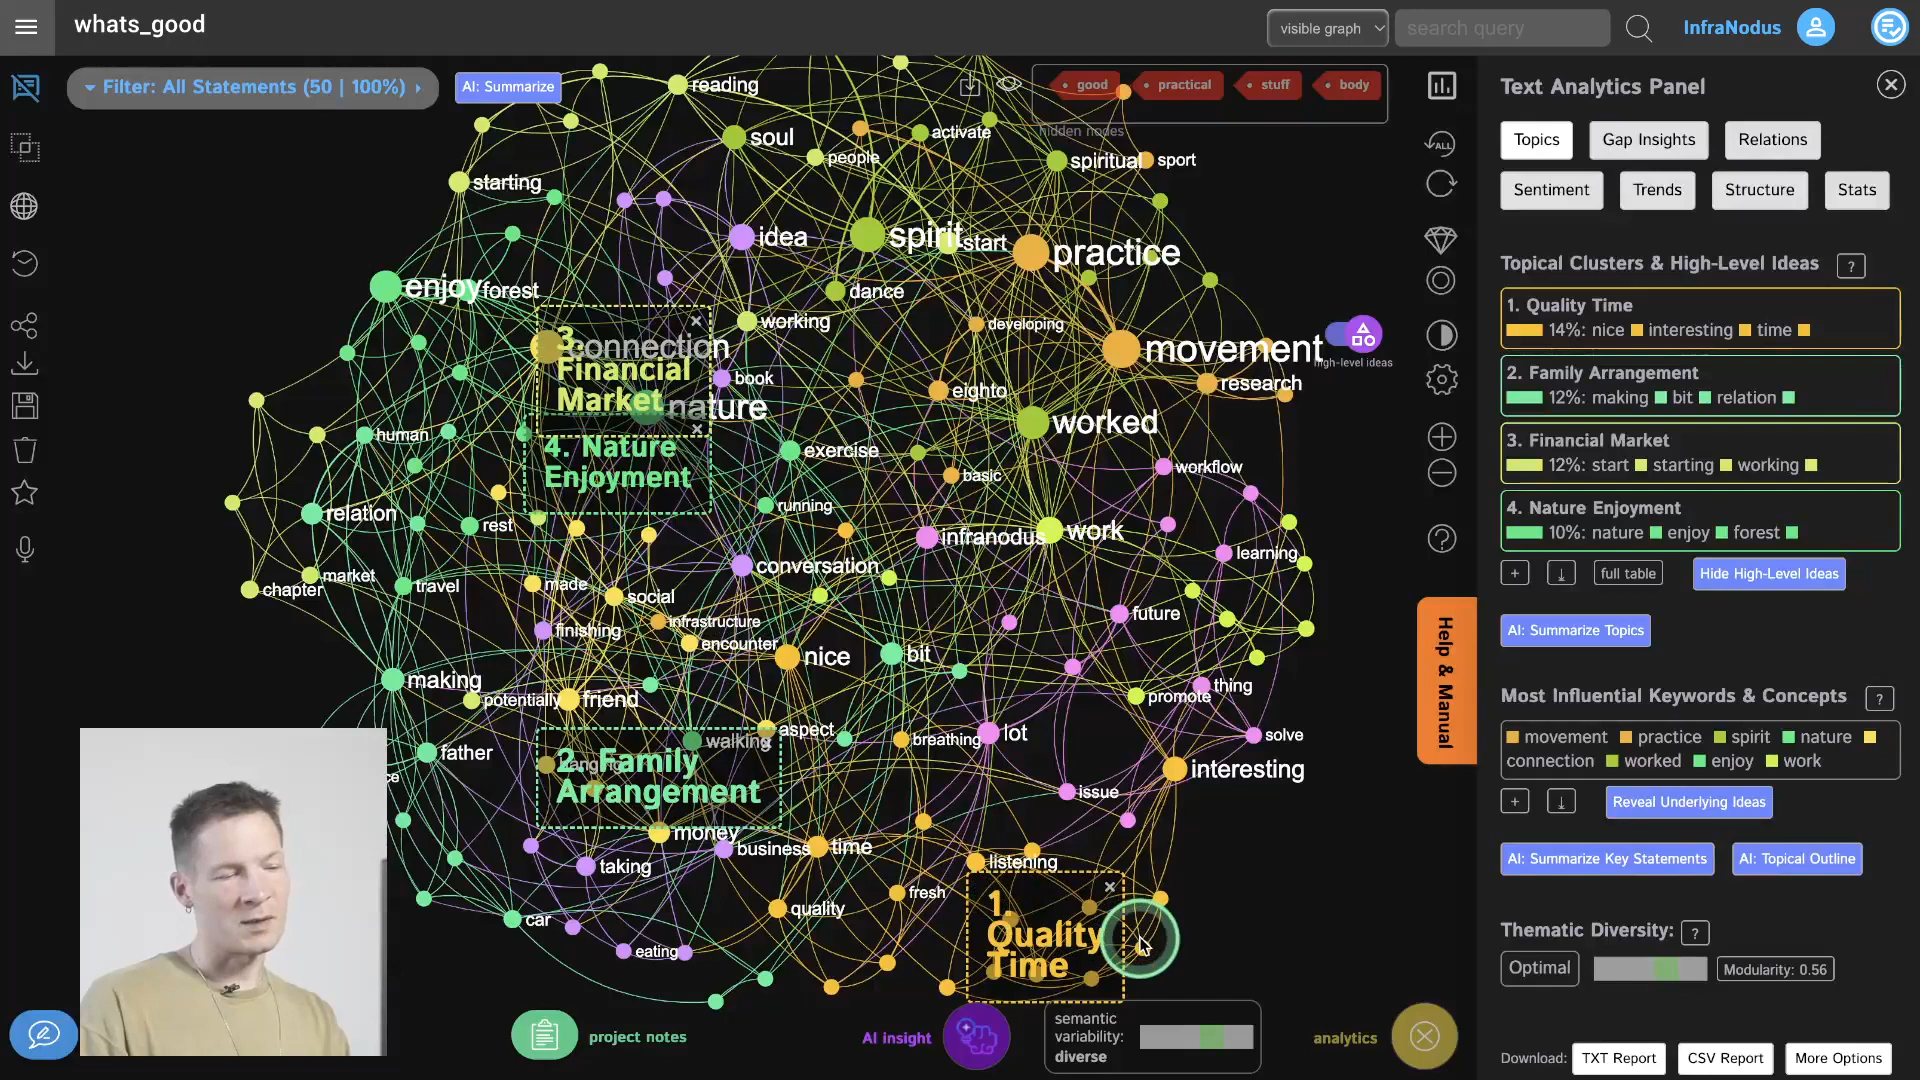 whats_good
visible graph
search query
InfraNodus
Filter: All Statements (50 | 100%)
AI: Summarize
good
practical
stuff
body
hidden nodes
reading
soul
people
activate
spiritual
sport
starting
idea
spirit
start
practice
enjoy
forest
dance
working
developing
movement
high-level ideas
3.
connection
Financial
Market
nature
book
eighto
research
worked
human
4. Nature
Enjoyment
exercise
basic
workflow
running
relation
rest
infranodus
work
learning
conversation
market
chapter
travel
made
social
future
infrastructure
finishing
encounter
nice
bit
making
potentially
friend
promote
thing
aspect
breathing
lot
solve
walking
father
2. Family
Arrangement
interesting
issue
money
business
time
listening
taking
fresh
quality
car
eating
1.
Quality
Time
project notes
AI insight
semantic
variability:
diverse
analytics
Help & Manual
Text Analytics Panel
Topics
Gap Insights
Relations
Sentiment
Trends
Structure
Stats
Topical Clusters & High-Level Ideas
?
1. Quality Time
14%: nice interesting time
2. Family Arrangement
12%: making bit relation
3. Financial Market
12%: start starting working
4. Nature Enjoyment
10%: nature enjoy forest
+
full table
Hide High-Level Ideas
AI: Summarize Topics
Most Influential Keywords & Concepts
?
movement practice spirit nature
connection worked enjoy work
+
Reveal Underlying Ideas
AI: Summarize Key Statements
AI: Topical Outline
Thematic Diversity:
?
Optimal
Modularity: 0.56
Download:
TXT Report
CSV Report
More Options